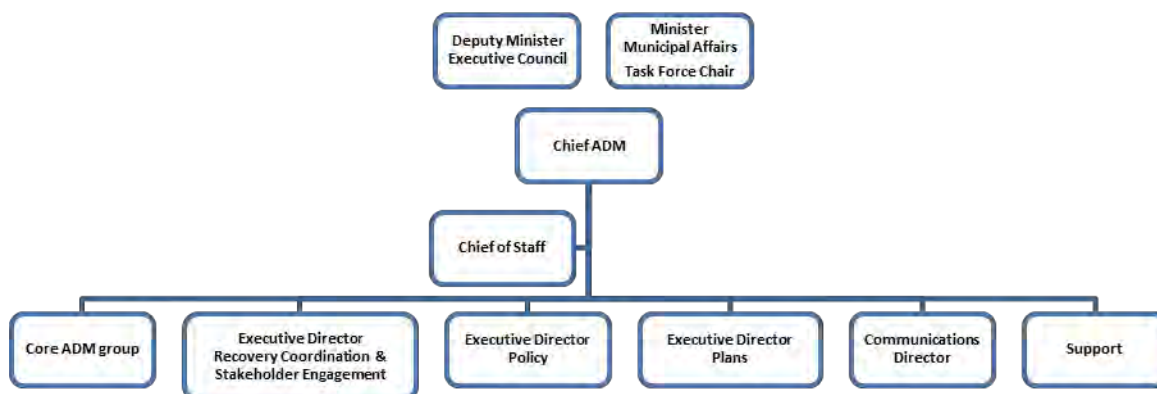 Deputy Minister
Executive Council
Minister
Municipal Affairs
Task Force Chair
Chief ADM
Chief of Staff
Core ADM group
Executive Director
Recovery Coordination &
Stakeholder Engagement
Executive Director
Policy
Executive Director
Plans
Communications
Director
Support